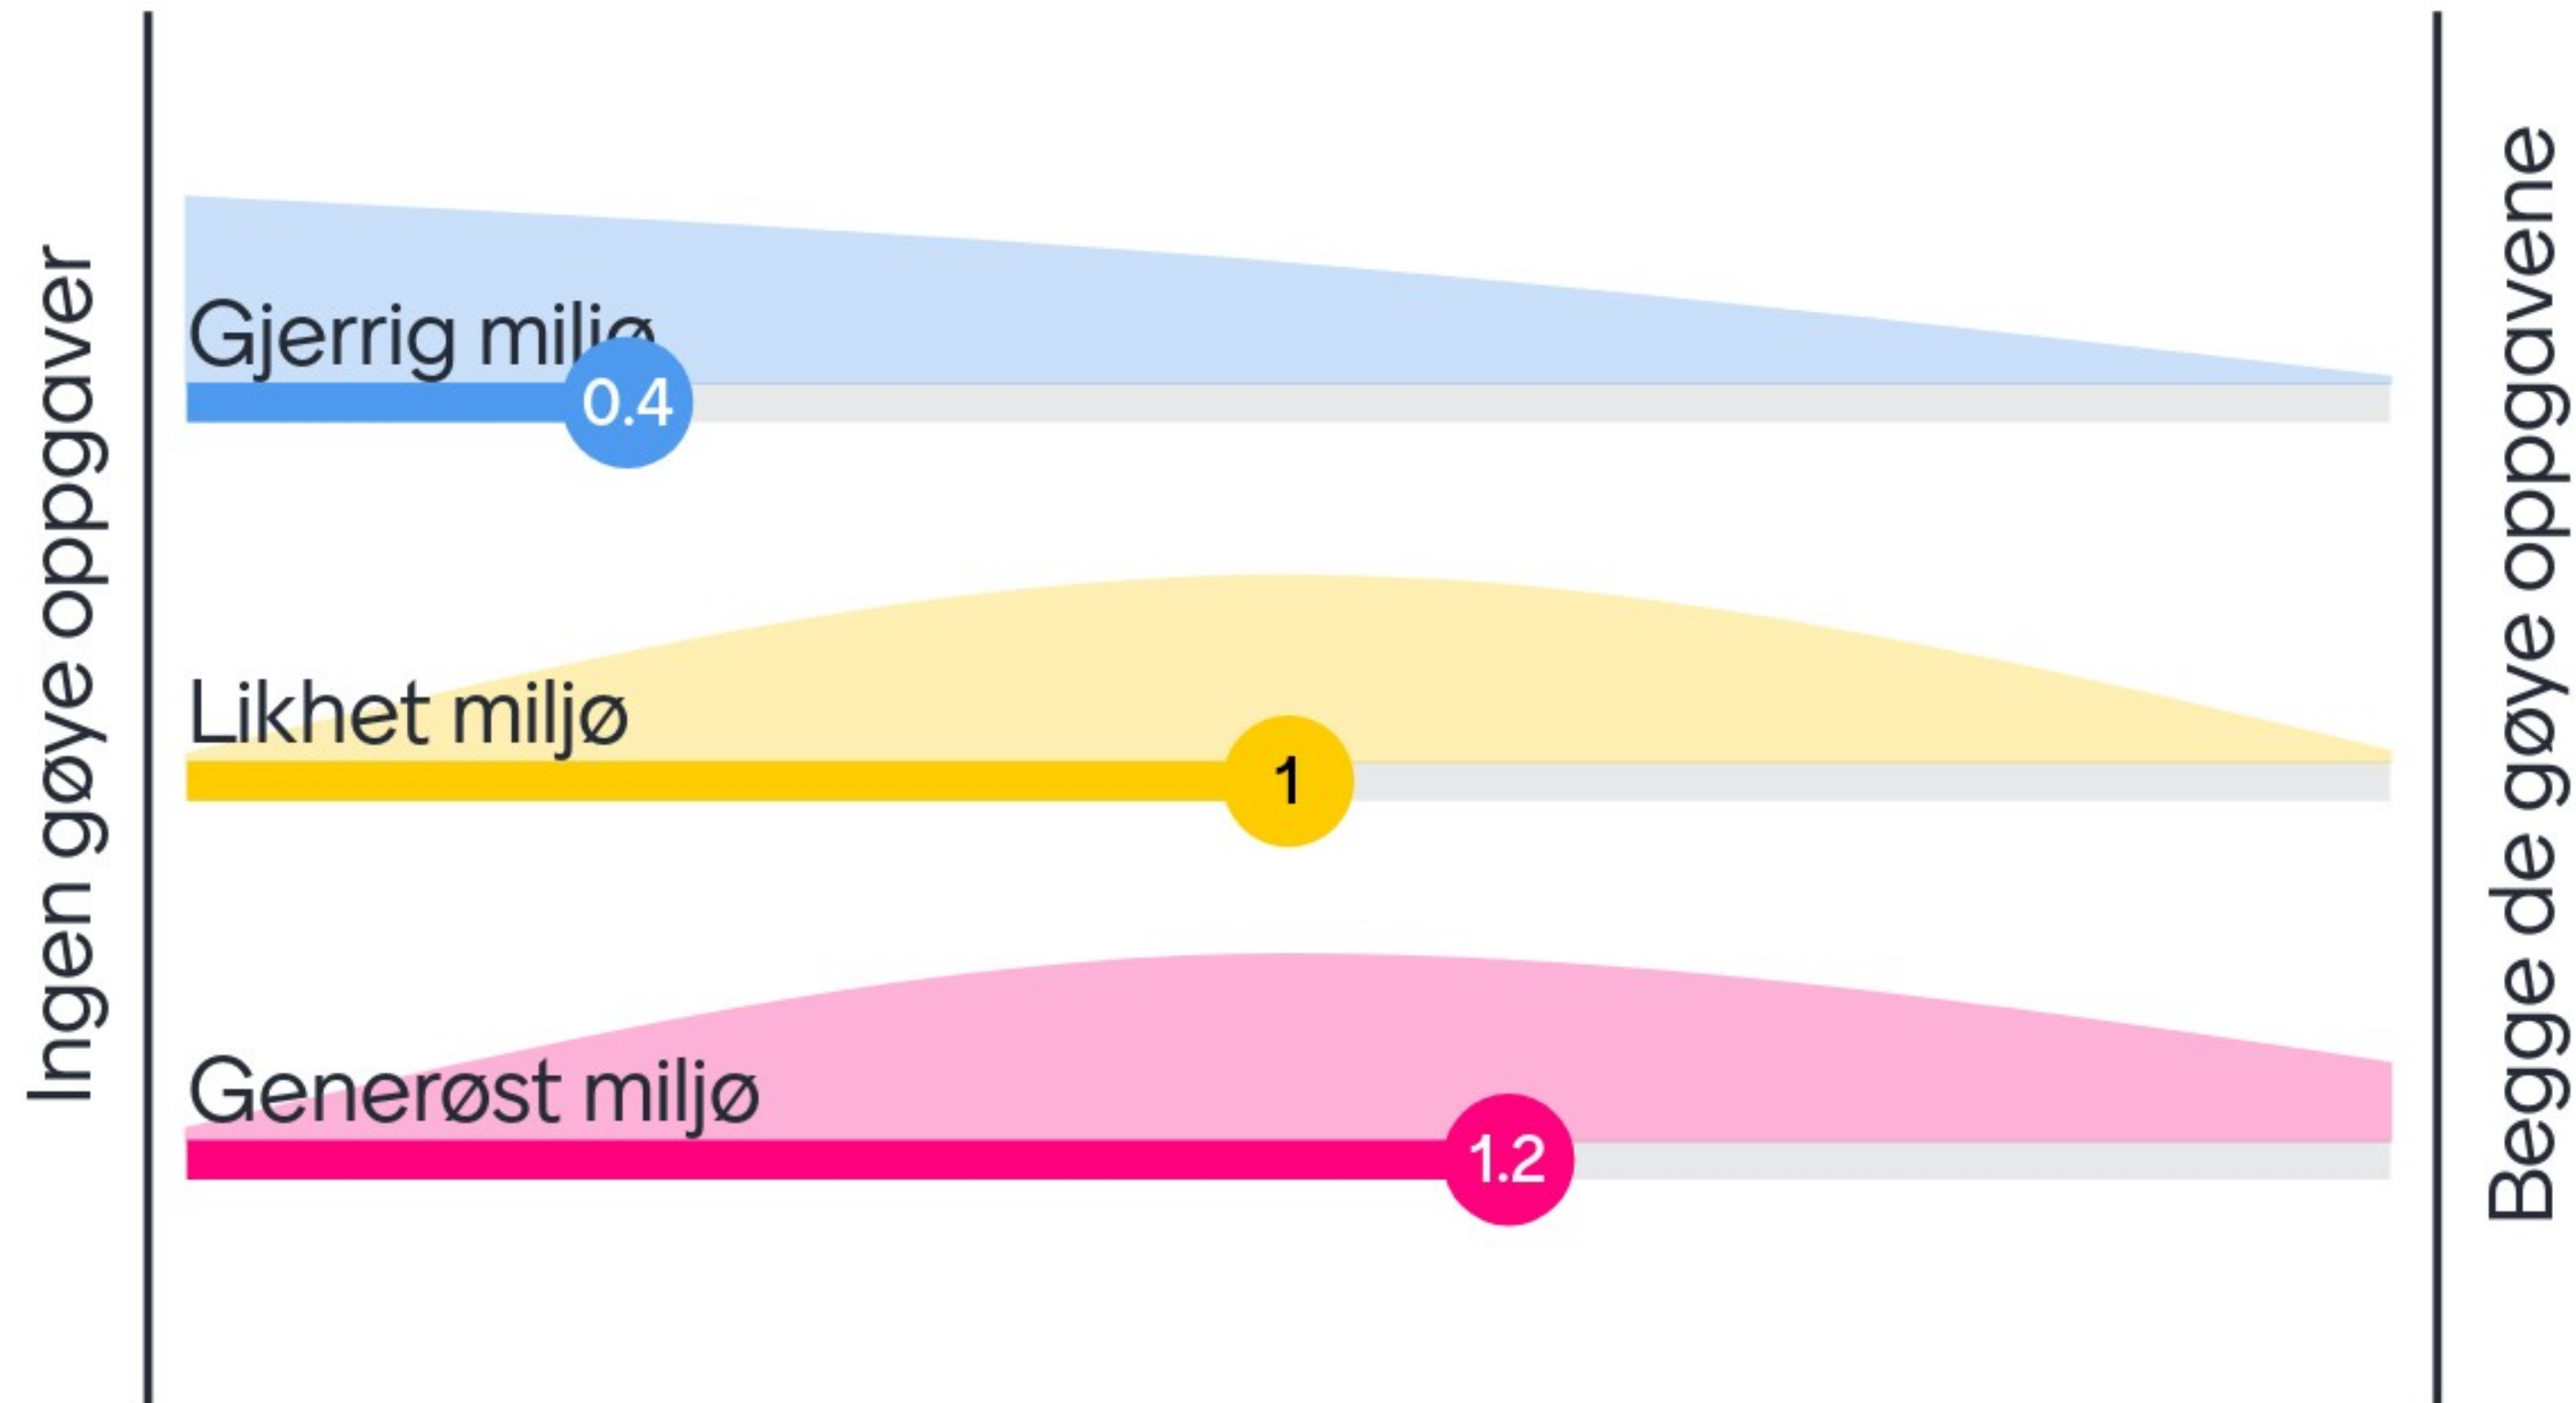 Ingen gøye oppgaver
Gjerrig miljø
0.4
Likhet miljø
1
Generøst miljø
1.2
Begge de gøye oppgavene